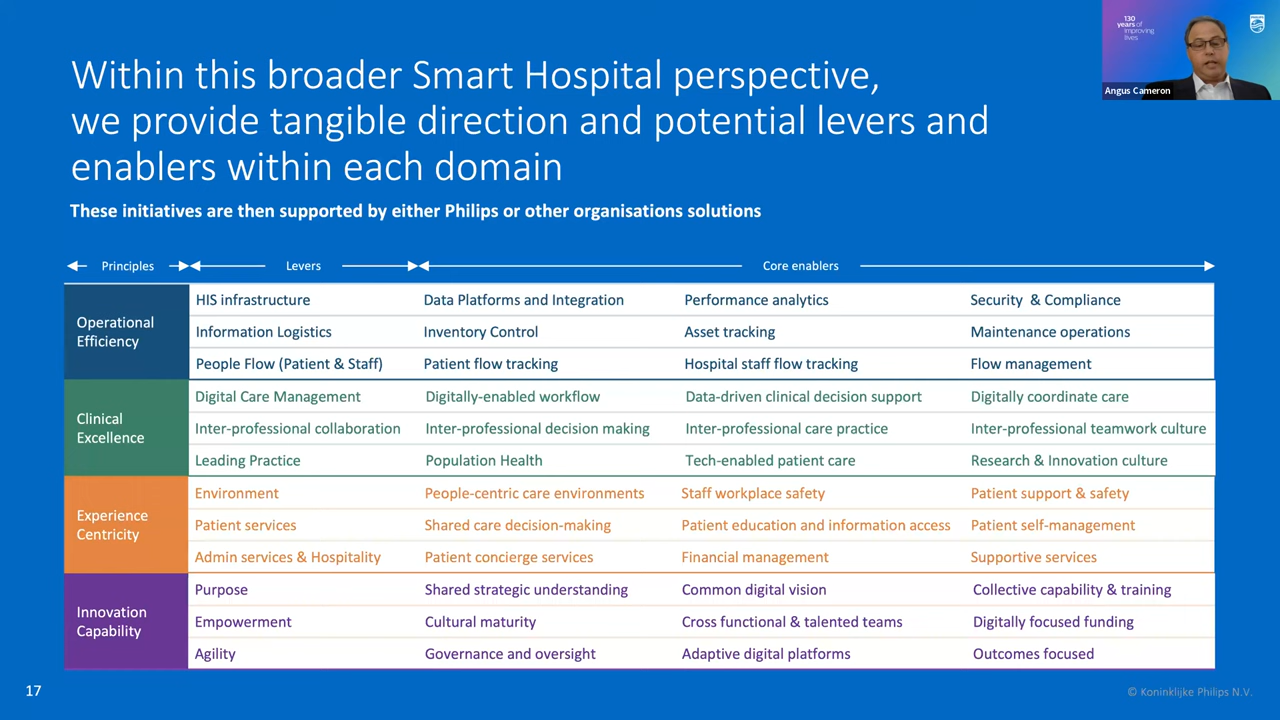 130
years of
improving
lives
Angus Cameron
Within this broader Smart Hospital perspective,
we provide tangible direction and potential levers and
enablers within each domain
These initiatives are then supported by either Philips or other organisations solutions
Principles Levers Core enablers
Operational
Efficiency
HIS infrastructure Data Platforms and Integration Performance analytics Security & Compliance
Information Logistics Inventory Control Asset tracking Maintenance operations
People Flow (Patient & Staff) Patient flow tracking Hospital staff flow tracking Flow management
Clinical
Excellence
Digital Care Management Digitally-enabled workflow Data-driven clinical decision support Digitally coordinate care
Inter-professional collaboration Inter-professional decision making Inter-professional care practice Inter-professional teamwork culture
Leading Practice Population Health Tech-enabled patient care Research & Innovation culture
Experience
Centricity
Environment People-centric care environments Staff workplace safety Patient support & safety
Patient services Shared care decision-making Patient education and information access Patient self-management
Admin services & Hospitality Patient concierge services Financial management Supportive services
Innovation
Capability
Purpose Shared strategic understanding Common digital vision Collective capability & training
Empowerment Cultural maturity Cross functional & talented teams Digitally focused funding
Agility Governance and oversight Adaptive digital platforms Outcomes focused
17
© Koninklijke Philips N.V.